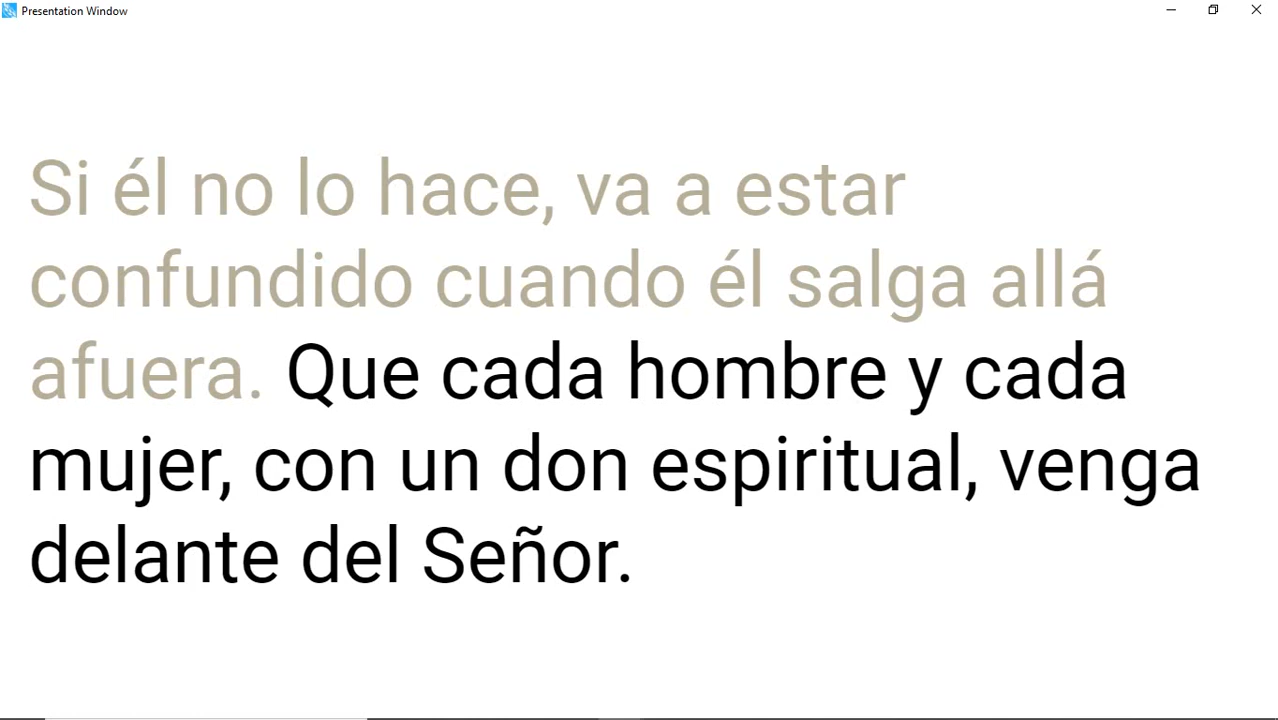 Presentation Window
Si él no lo hace, va a estar
confundido cuando él salga allá
afuera. Que cada hombre y cada
mujer, con un don espiritual, venga
delante del Señor.